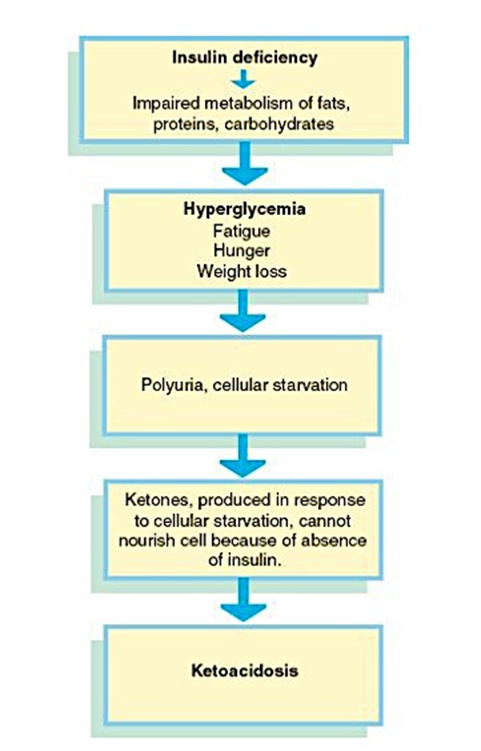 Insulin deficiency
Impaired metabolism of fats,
proteins, carbohydrates
Hyperglycemia
Fatigue
Hunger
Weight loss
Polyuria, cellular starvation
Ketones, produced in response
to cellular starvation, cannot
nourish cell because of absence
of insulin.
Ketoacidosis